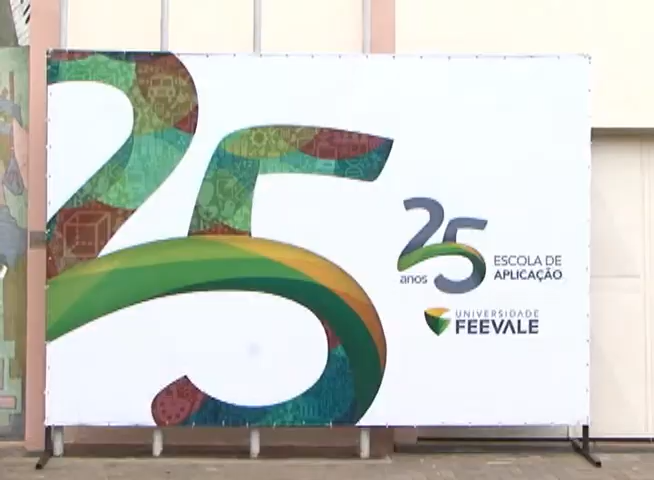 25
25
anos
ESCOLA DE
APLICAÇÃO
UNIVERSIDADE
FEEVALE